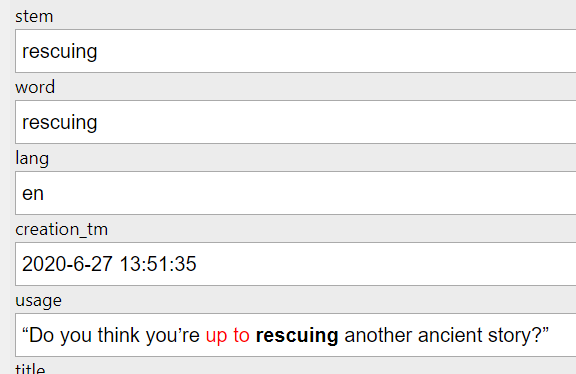 stem
rescuing
word
rescuing
lang
en
creation_tm
2020-6-27 13:51:35
usage
“Do you think you’re up to rescuing another ancient story?”
title